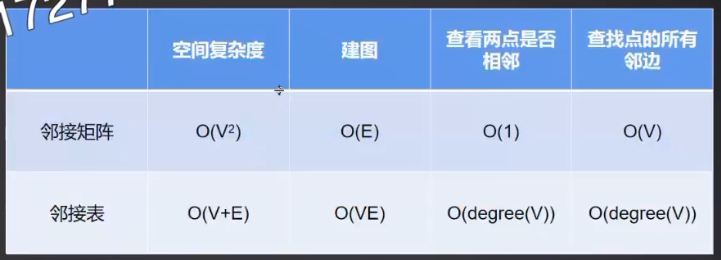 空间复杂度
建图
查看两点是否
相邻
查找点的所有
邻边
邻接矩阵
O(V²)
O(E)
O(1)
O(V)
邻接表
O(V+E)
O(VE)
O(degree(V))
O(degree(V))